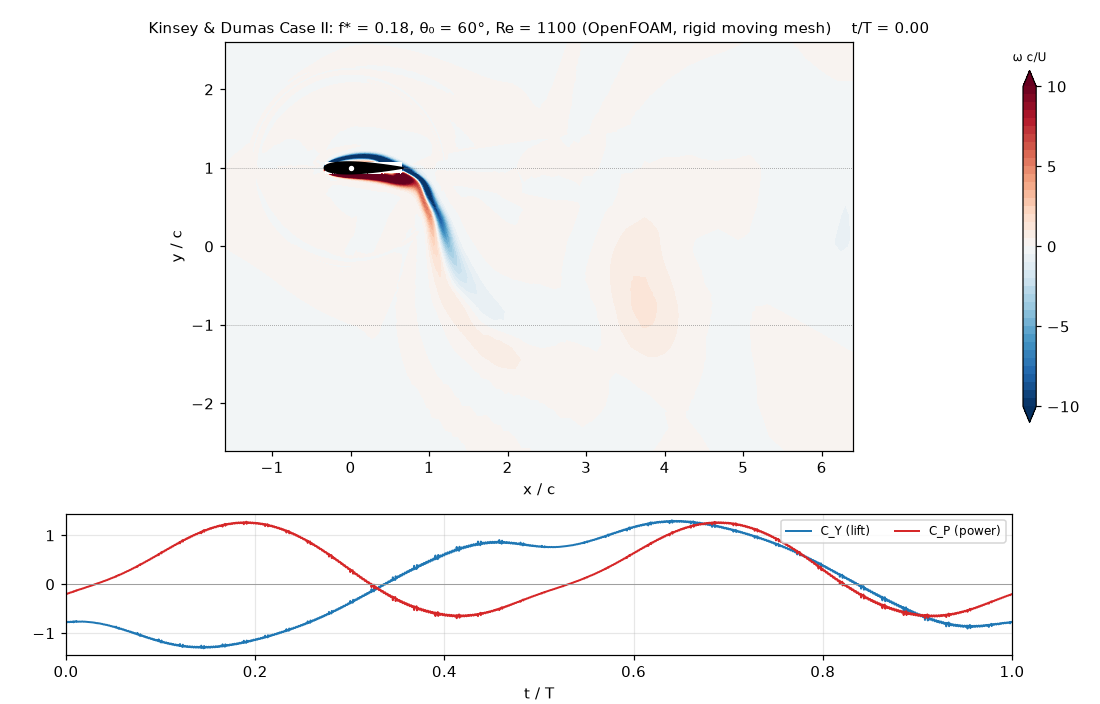 Kinsey & Dumas Case II: f* = 0.18, θ₀ = 60°, Re = 1100 (OpenFOAM, rigid moving mesh)    t/T = 0.00
ω c/U
10
5
0
−5
−10
2
1
0
−1
−2
y / c
−1 0 1 2 3 4 5 6
x / c
C_Y (lift) C_P (power)
1
0
−1
0.0 0.2 0.4 0.6 0.8 1.0
t / T